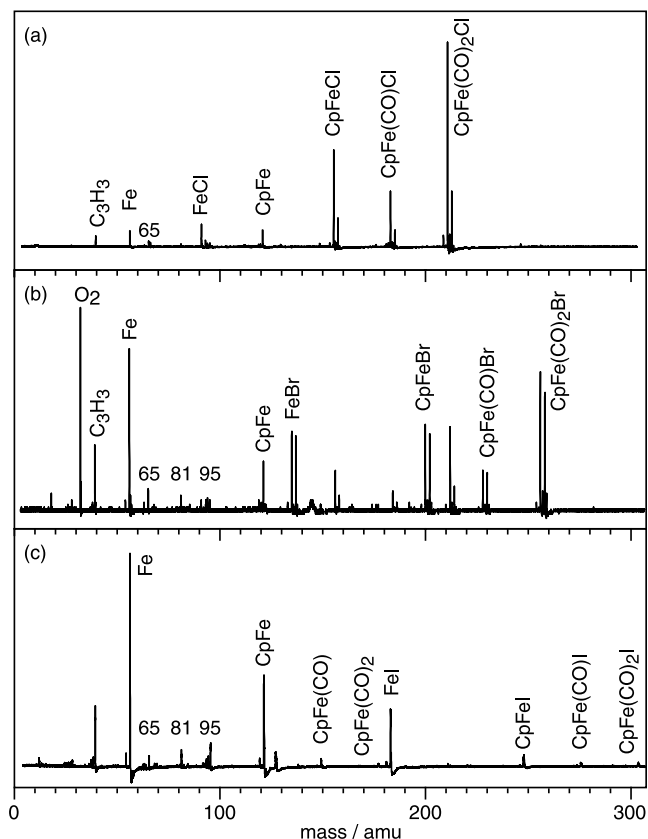 (a)
C3H3
Fe
65
FeCl
CpFe
CpFeCl
CpFe(CO)Cl
CpFe(CO)2Cl
(b)
O2
C3H3
Fe
65
81
95
CpFe
FeBr
CpFeBr
CpFe(CO)Br
CpFe(CO)2Br
(c)
Fe
65
81
95
CpFe
CpFe(CO)
CpFe(CO)2
FeI
CpFeI
CpFe(CO)I
CpFe(CO)2I
0 100 200 300
mass / amu